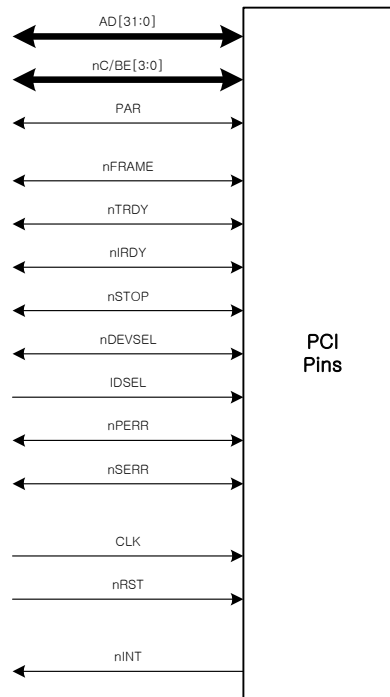 AD[31:0]
nC/BE[3:0]
PAR
nFRAME
nTRDY
nIRDY
nSTOP
nDEVSEL
IDSEL
nPERR
nSERR
CLK
nRST
nINT
PCI
Pins